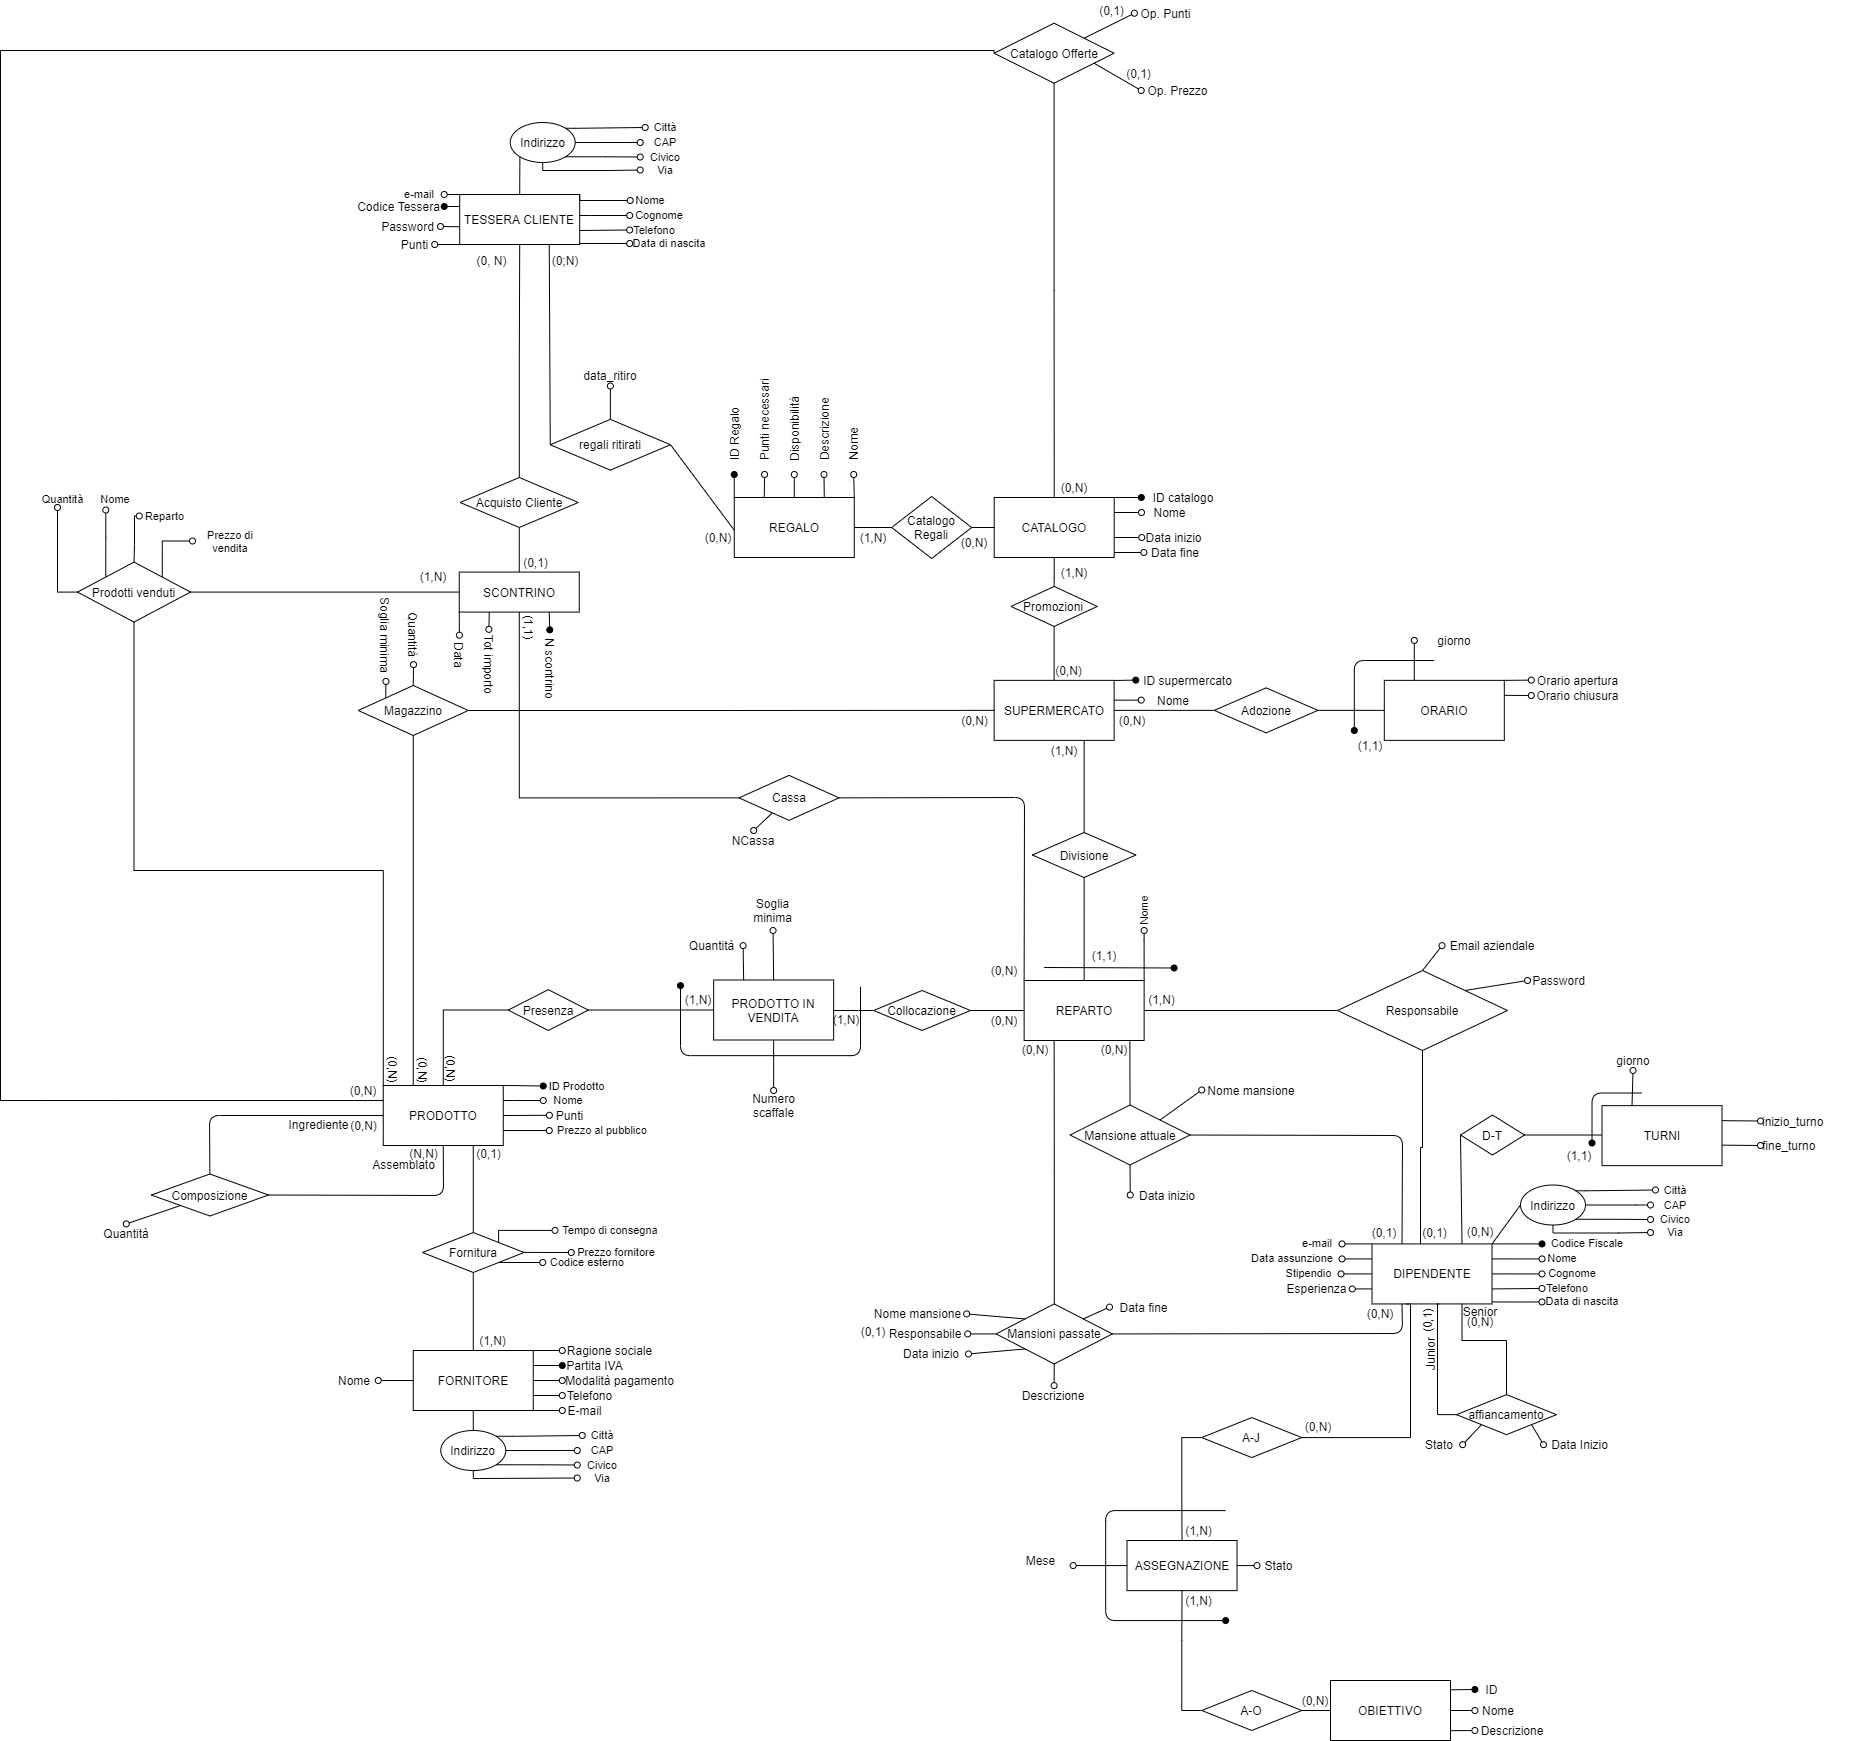 (0,1)
Op. Punti
Catalogo Offerte
(0,1)
Op. Prezzo
Indirizzo
Città
CAP
Civico
Via
e-mail
Codice Tessera
Password
Punti
TESSERA CLIENTE
Nome
Cognome
Telefono
Data di nascita
(0, N)
(0;N)
data_ritiro
regali ritirati
ID Regalo
Punti necessari
Disponibilità
Descrizione
Nome
(0,N)
REGALO
(1,N)
Catalogo
Regali
(0,N)
(0,N)
CATALOGO
ID catalogo
Nome
Data inizio
Data fine
(1,N)
Promozioni
Acquisto Cliente
(0,1)
Quantità
Nome
Reparto
Prezzo di
vendita
Prodotti venduti
(1,N)
SCONTRINO
Data
Tot importo
(1,1)
N scontrino
Soglia minima
Quantità
Magazzino
(0,N)
(0,N)
SUPERMERCATO
ID supermercato
Nome
(0,N)
(1,N)
Adozione
giorno
ORARIO
Orario apertura
Orario chiusura
(1,1)
Cassa
NCassa
Divisione
Nome
(1,1)
(0,N)
REPARTO
(1,N)
(0,N)
(0,N)
(0,N)
Soglia
minima
Quantità
PRODOTTO IN
VENDITA
(1,N)
(1,N)
Numero
scaffale
Presenza
Collocazione
Email aziendale
Password
Responsabile
(0,N)
(0,N)
(0,N)
(0,N)
PRODOTTO
ID Prodotto
Nome
Punti
Prezzo al pubblico
Ingrediente
(0,N)
(N,N)
Assemblato
(0,1)
Composizione
Quantità
Fornitura
Tempo di consegna
Prezzo fornitore
Codice esterno
(1,N)
FORNITORE
Nome
Ragione sociale
Partita IVA
Modalità pagamento
Telefono
E-mail
Indirizzo
Città
CAP
Civico
Via
Nome mansione
Mansione attuale
Data inizio
giorno
D-T
TURNI
(1,1)
inizio_turno
fine_turno
Indirizzo
Città
CAP
Civico
Via
(0,1)
(0,1)
(0,N)
e-mail
Data assunzione
Stipendio
Esperienza
DIPENDENTE
Codice Fiscale
Nome
Cognome
Telefono
Data di nascita
(0,N)
Junior
(0,1)
Senior
(0,N)
Nome mansione
(0,1)
Responsabile
Data inizio
Mansioni passate
Data fine
Descrizione
affiancamento
Stato
Data Inizio
A-J
(0,N)
(1,N)
Mese
ASSEGNAZIONE
Stato
(1,N)
A-O
(0,N)
OBIETTIVO
ID
Nome
Descrizione